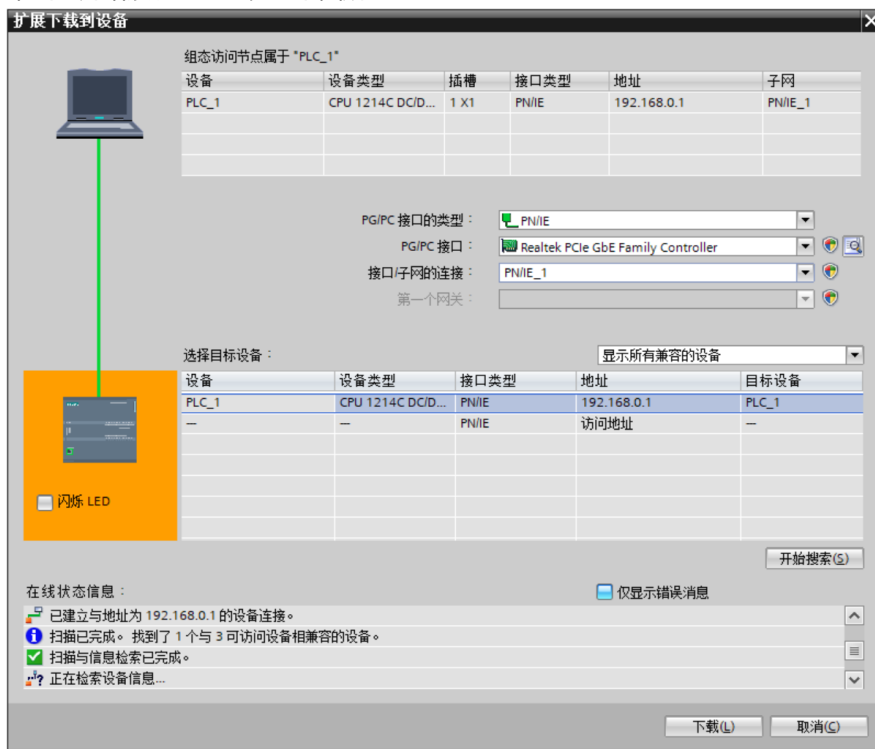 扩展下载到设备
组态访问节点属于 "PLC_1"
设备 设备类型 插槽 接口类型 地址 子网
PLC_1 CPU 1214C DC/D... 1 X1 PN/IE 192.168.0.1 PN/IE_1
PG/PC 接口的类型： PN/IE
PG/PC 接口： Realtek PCIe GbE Family Controller
接口/子网的连接： PN/IE_1
第一个网关：
选择目标设备： 显示所有兼容的设备
设备 设备类型 接口类型 地址 目标设备
PLC_1 CPU 1214C DC/D... PN/IE 192.168.0.1 PLC_1
— — PN/IE 访问地址 —
闪烁 LED
开始搜索(S)
在线状态信息： 仅显示错误消息
已建立与地址为 192.168.0.1 的设备连接。
扫描已完成。 找到了 1 个与 3 可访问设备相兼容的设备。
扫描与信息检索已完成。
正在检索设备信息...
下载(L) 取消(C)